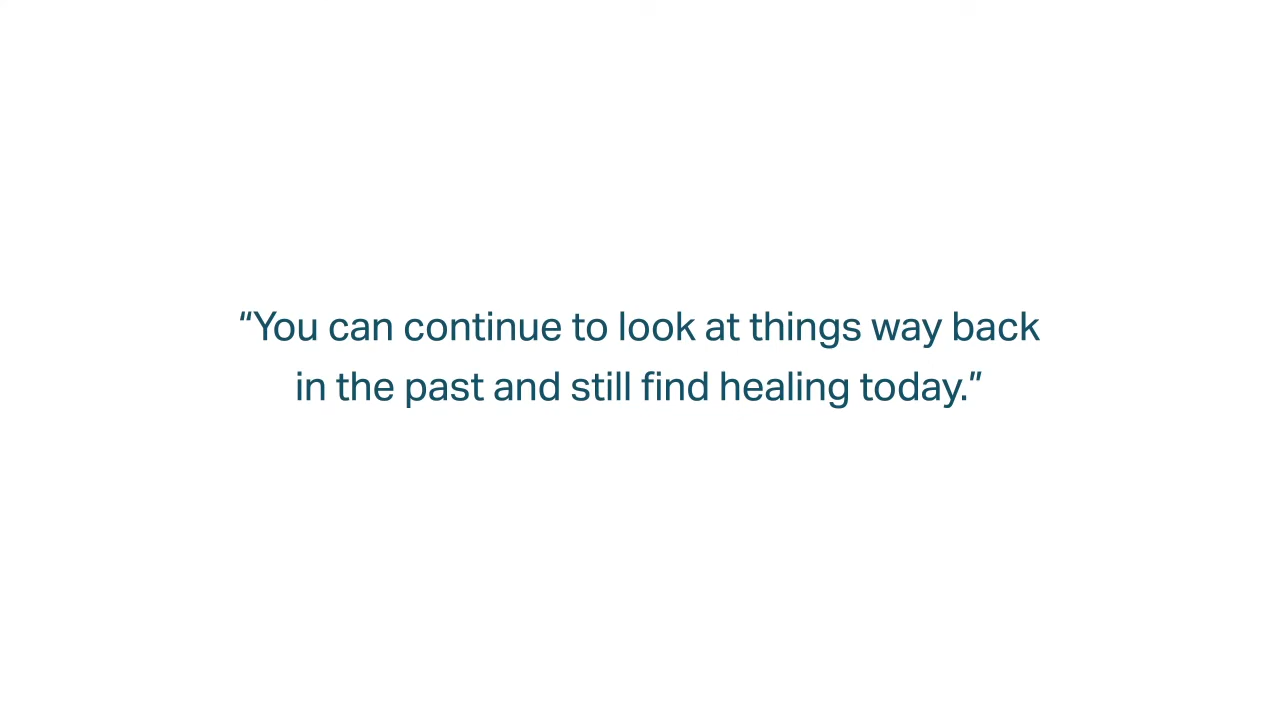 “You can continue to look at things way back
in the past and still find healing today.”